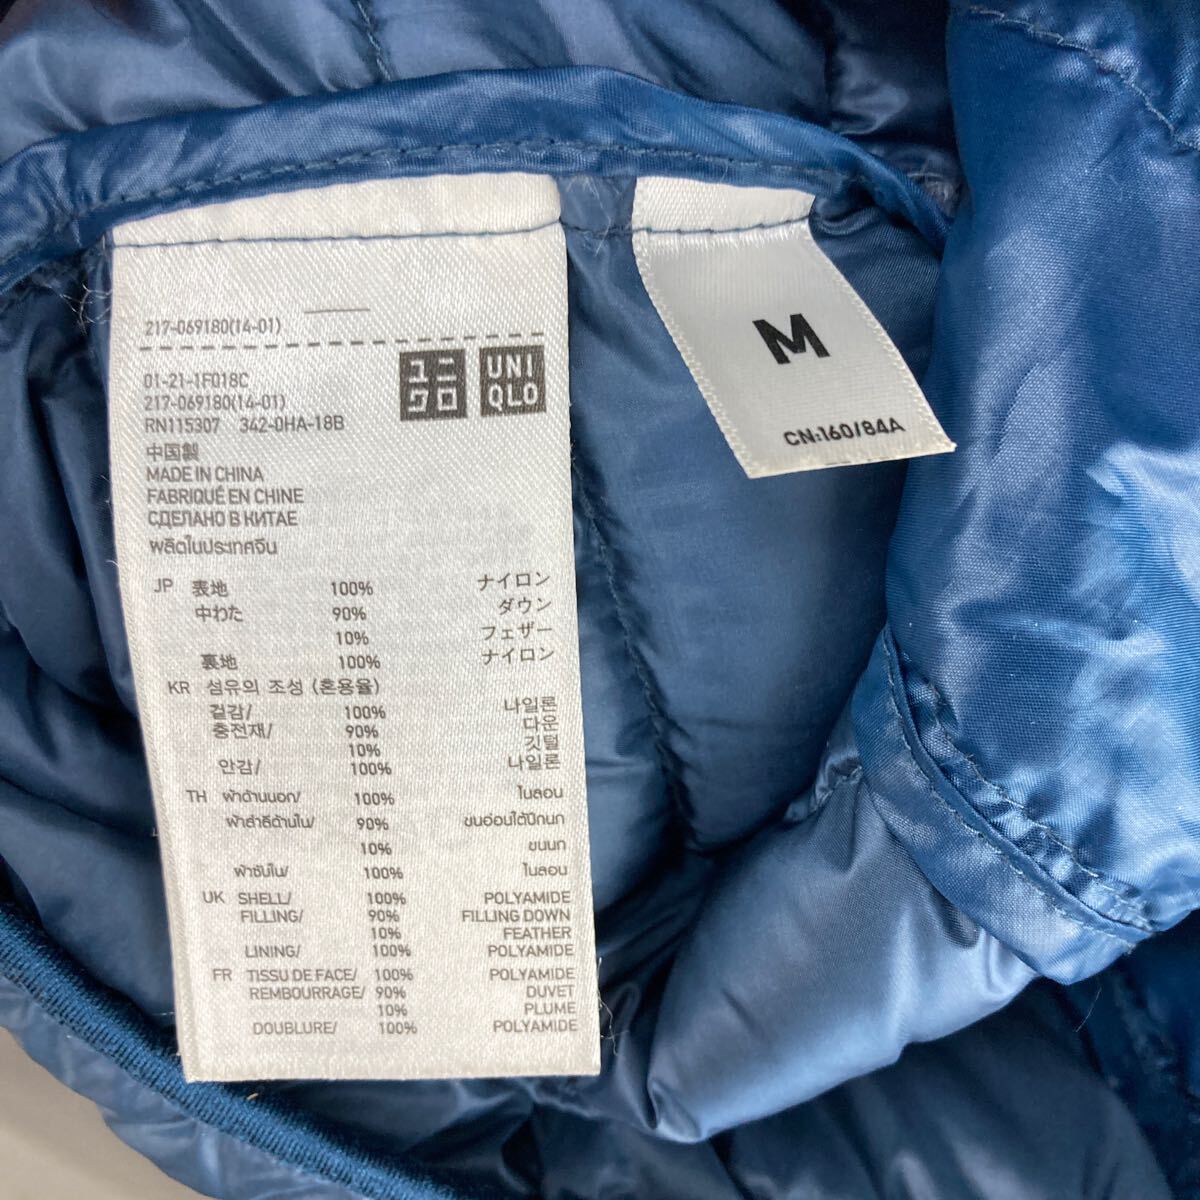 217-069180(14-01)
01-21-1F018C
217-069180(14-01)
RN115307 342-0HA-18B
ユニクロ
UNIQLO
中国製
MADE IN CHINA
FABRIQUÉ EN CHINE
СДЕЛАНО В КИТАЕ
ผลิตในประเทศจีน
JP 表地 100% ナイロン
中わた 90% ダウン
10% フェザー
裏地 100% ナイロン
KR 섬유의 조성 (혼용율)
겉감/ 100% 나일론
충전재/ 90% 다운
10% 깃털
안감/ 100% 나일론
TH ผ้าด้านนอก/ 100% ไนลอน
ผ้าสำลีด้านใน/ 90% ขนอ่อนใต้ปีกนก
10% ขนนก
ผ้าซับใน/ 100% ไนลอน
UK SHELL/ 100% POLYAMIDE
FILLING/ 90% FILLING DOWN
10% FEATHER
LINING/ 100% POLYAMIDE
FR TISSU DE FACE/ 100% POLYAMIDE
REMBOURRAGE/ 90% DUVET
10% PLUME
DOUBLURE/ 100% POLYAMIDE
M
CN:160/84A